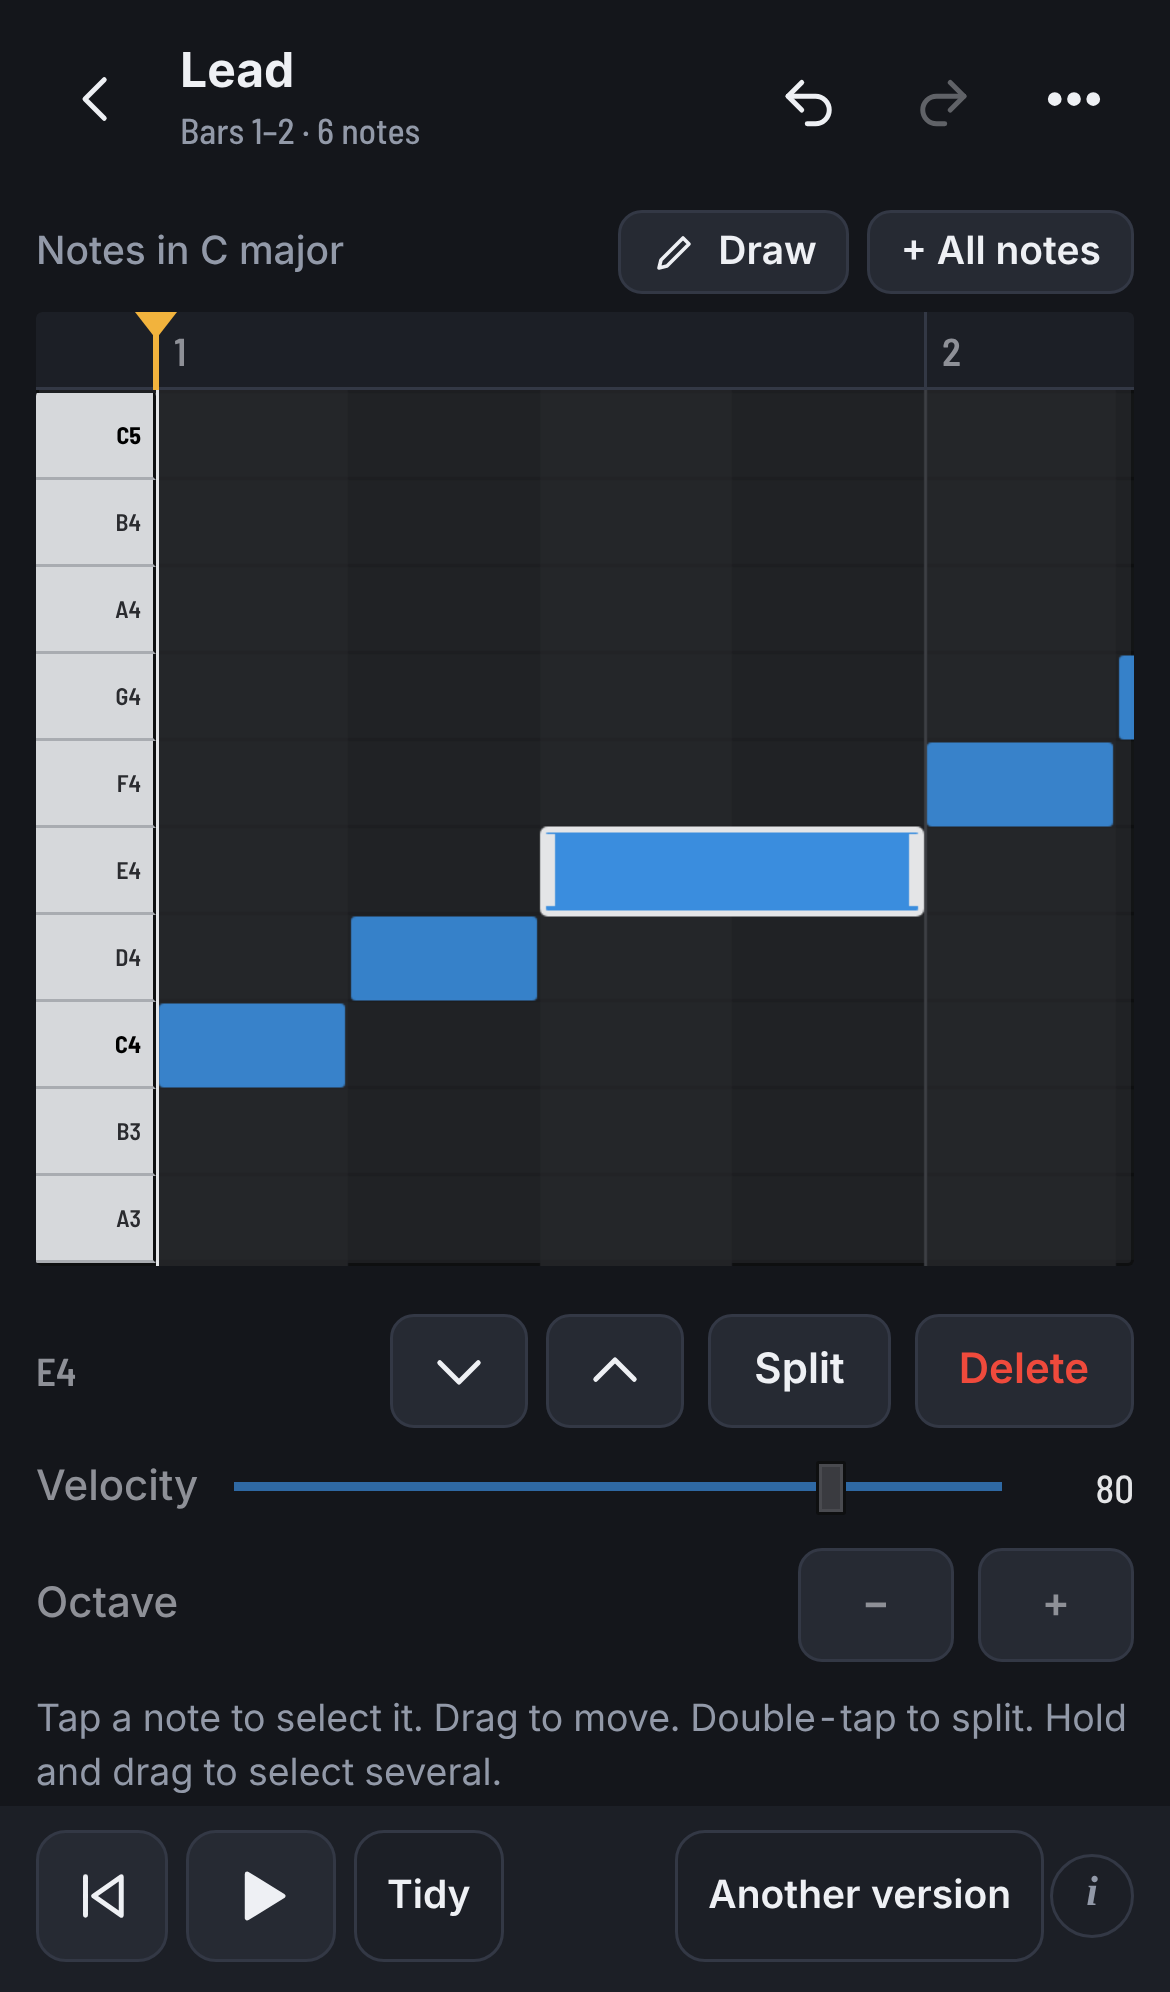 Lead
Bars 1–2 · 6 notes
Notes in C major
Draw
+ All notes
1
2
C5
B4
A4
G4
F4
E4
D4
C4
B3
A3
E4
Split
Delete
Velocity
80
Octave
−
+
Tap a note to select it. Drag to move. Double-tap to split. Hold
and drag to select several.
Tidy
Another version
i